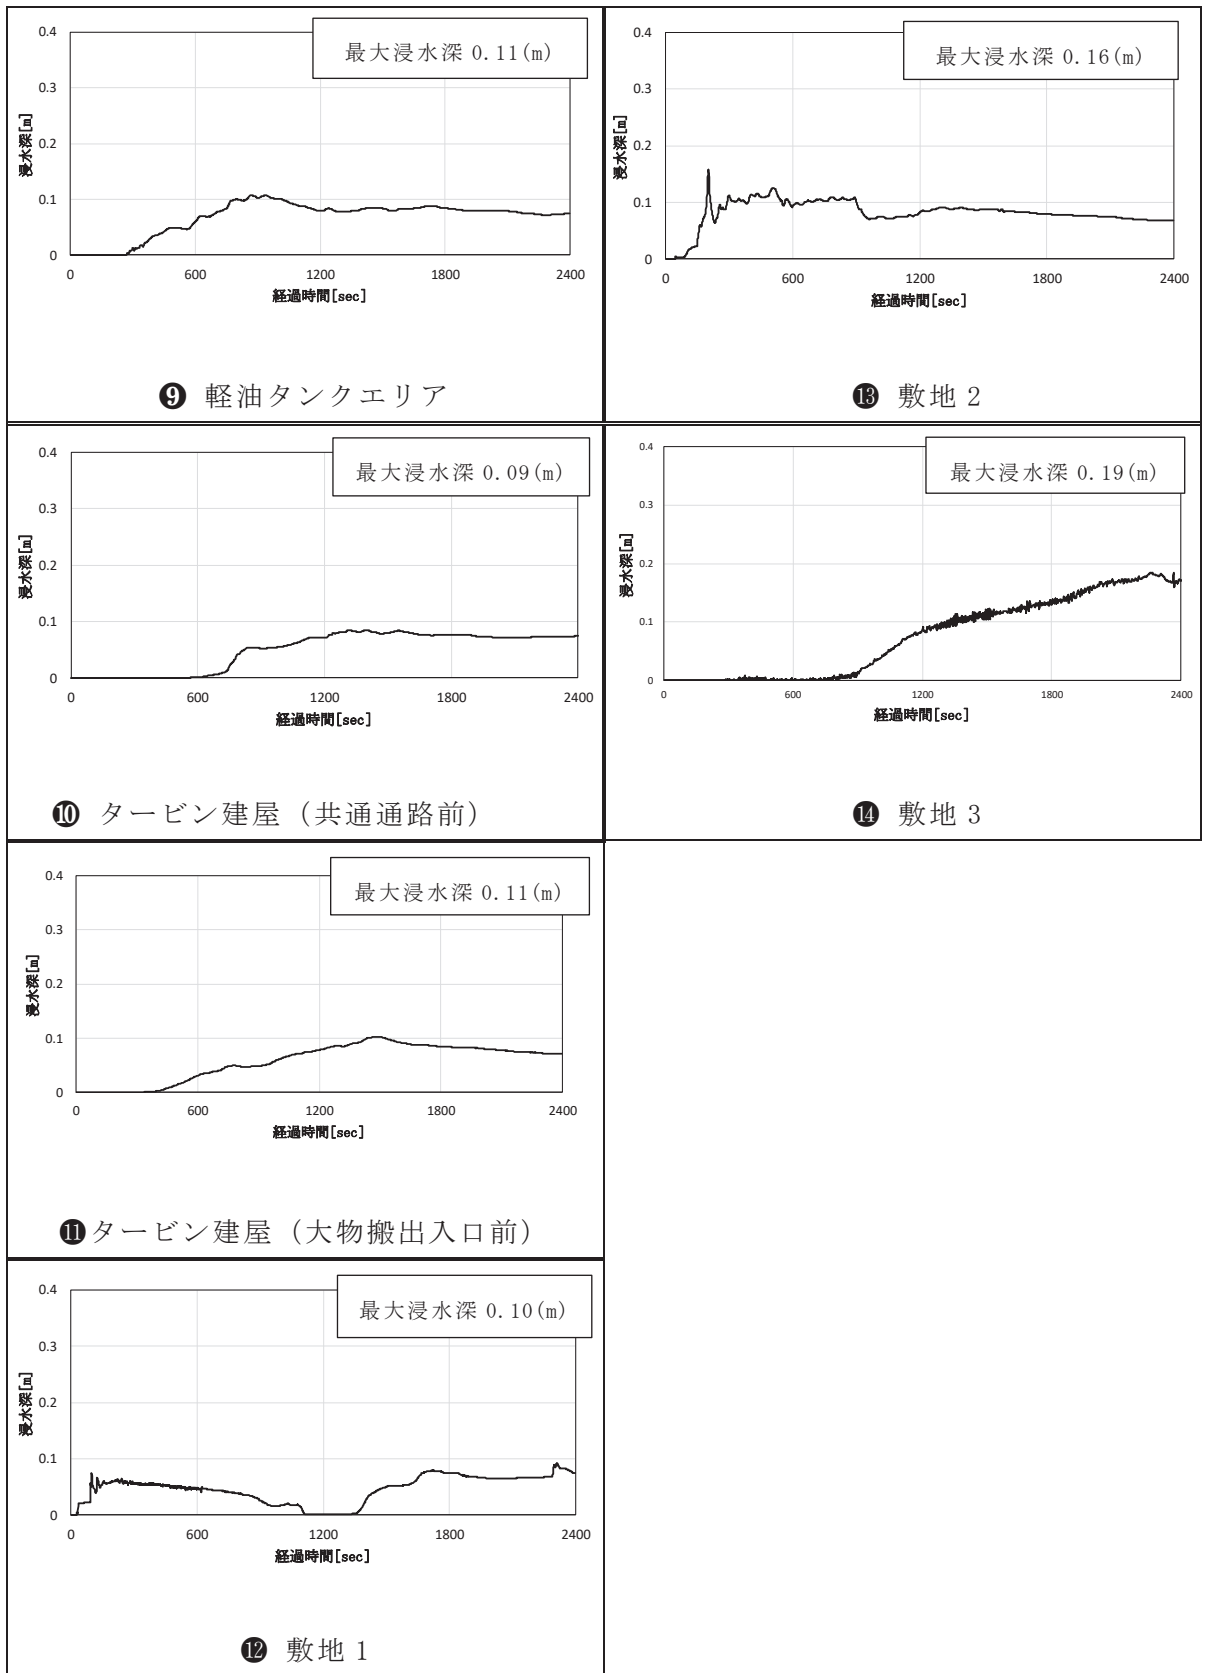 最大浸水深 0.11(m)
0.4
0.3
0.2
0.1
0
浸水深[m]
0 600 1200 1800 2400
経過時間[sec]
❾ 軽油タンクエリア
最大浸水深 0.09(m)
0.4
0.3
0.2
0.1
0
浸水深[m]
0 600 1200 1800 2400
経過時間[sec]
❿ タービン建屋（共通通路前）
最大浸水深 0.11(m)
0.4
0.3
0.2
0.1
0
浸水深[m]
0 600 1200 1800 2400
経過時間[sec]
⓫タービン建屋（大物搬出入口前）
最大浸水深 0.10(m)
0.4
0.3
0.2
0.1
0
浸水深[m]
0 600 1200 1800 2400
経過時間[sec]
⓬ 敷地 1
最大浸水深 0.16(m)
0.4
0.3
0.2
0.1
0
浸水深[m]
0 600 1200 1800 2400
経過時間[sec]
⓭ 敷地 2
最大浸水深 0.19(m)
0.4
0.3
0.2
0.1
0
浸水深[m]
0 600 1200 1800 2400
経過時間[sec]
⓮ 敷地 3